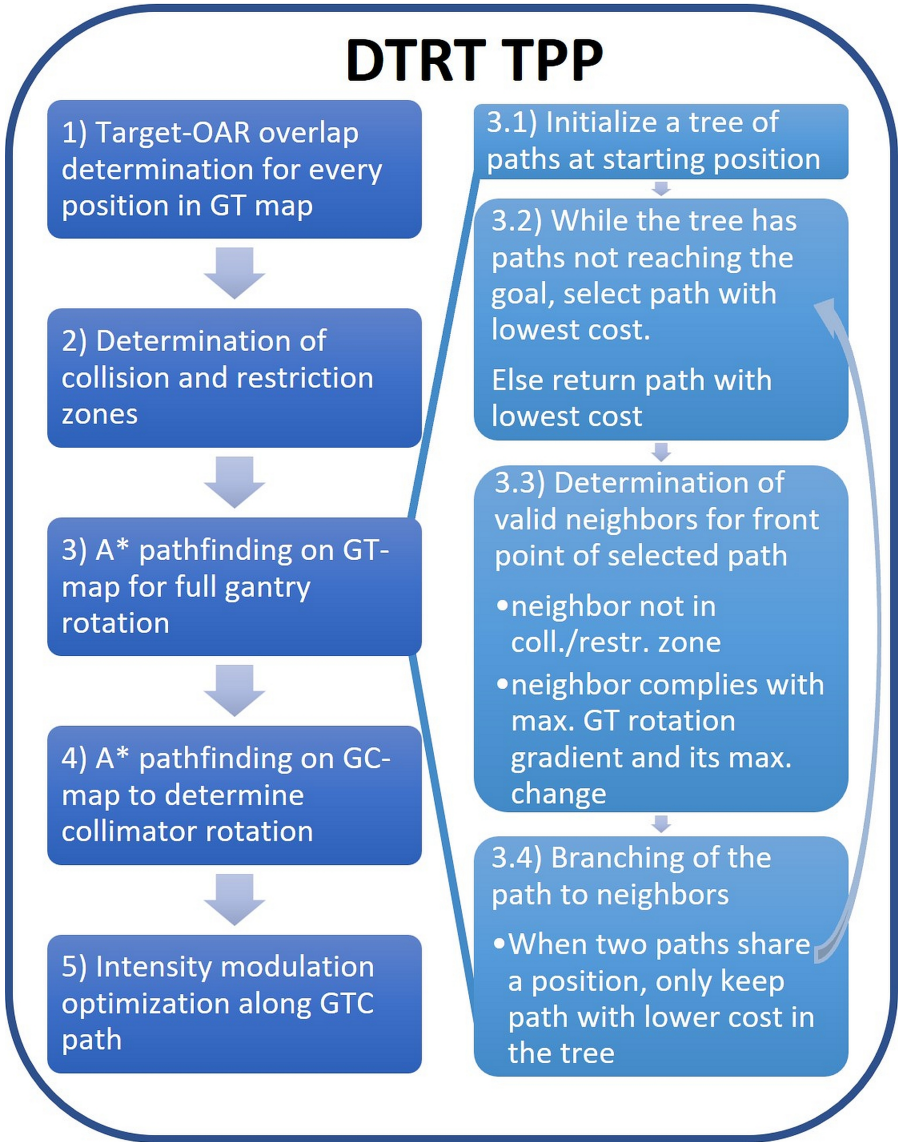 DTRT TPP
1) Target-OAR overlap
determination for every
position in GT map
2) Determination of
collision and restriction
zones
3) A* pathfinding on GT-
map for full gantry
rotation
4) A* pathfinding on GC-
map to determine
collimator rotation
5) Intensity modulation
optimization along GTC
path
3.1) Initialize a tree of
paths at starting position
3.2) While the tree has
paths not reaching the
goal, select path with
lowest cost.
Else return path with
lowest cost
3.3) Determination of
valid neighbors for front
point of selected path
•neighbor not in
coll./restr. zone
•neighbor complies with
max. GT rotation
gradient and its max.
change
3.4) Branching of the
path to neighbors
•When two paths share
a position, only keep
path with lower cost in
the tree